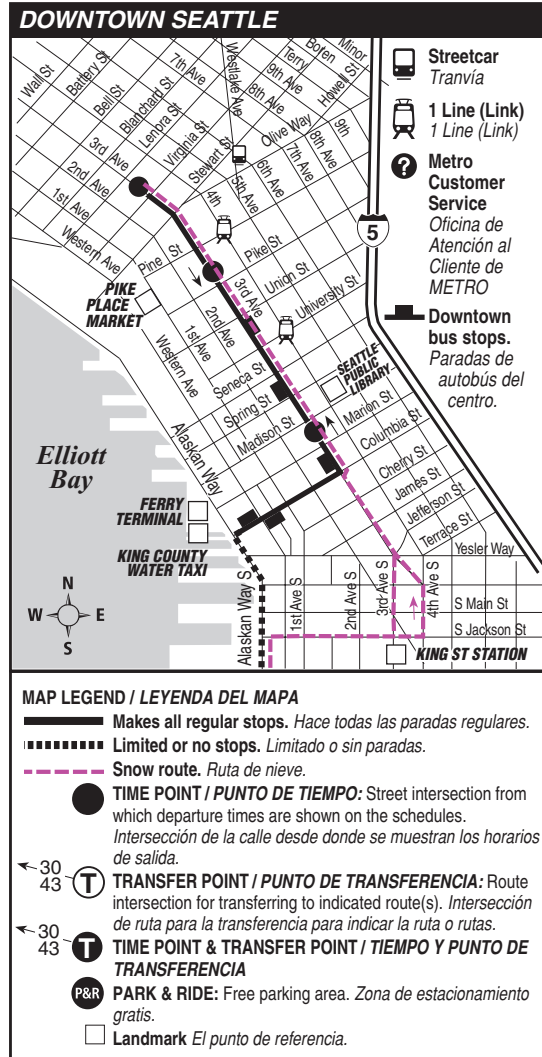 DOWNTOWN SEATTLE
Minor
Boren
Terry
9th Ave
8th Ave
7th Ave
Westlake Ave
Howell St
Wall St
Battery St
Bell St
Blanchard St
Lenora St
Virginia St
Stewart St
Olive Way
9th
8th Ave
7th Ave
6th Ave
5th Ave
4th
3rd Ave
2nd Ave
1st Ave
Western Ave
Pine St
Pike St
Union St
University St
PIKE
PLACE
MARKET
3rd Ave
2nd Ave
1st Ave
Western Ave
Seneca St
Spring St
Madison St
SEATTLE
PUBLIC
LIBRARY
Marion St
Columbia St
Cherry St
James St
Jefferson St
Terrace St
Yesler Way
Alaskan Way
Elliott
Bay
FERRY
TERMINAL
KING COUNTY
WATER TAXI
N
W
E
S
Alaskan Way S
1st Ave S
2nd Ave S
3rd Ave S
4th Ave S
S Main St
S Jackson St
KING ST STATION
5
Streetcar
Tranvía
1 Line (Link)
1 Line (Link)
?
Metro
Customer
Service
Oficina de
Atención al
Cliente de
METRO
Downtown
bus stops.
Paradas de
autobús del
centro.
MAP LEGEND / LEYENDA DEL MAPA
Makes all regular stops. Hace todas las paradas regulares.
Limited or no stops. Limitado o sin paradas.
Snow route. Ruta de nieve.
TIME POINT / PUNTO DE TIEMPO: Street intersection from
which departure times are shown on the schedules.
Intersección de la calle desde donde se muestran los horarios
de salida.
30
43
T
TRANSFER POINT / PUNTO DE TRANSFERENCIA: Route
intersection for transferring to indicated route(s). Intersección
de ruta para la transferencia para indicar la ruta o rutas.
30
43
T
TIME POINT & TRANSFER POINT / TIEMPO Y PUNTO DE
TRANSFERENCIA
P&R
PARK & RIDE: Free parking area. Zona de estacionamiento
gratis.
Landmark El punto de referencia.